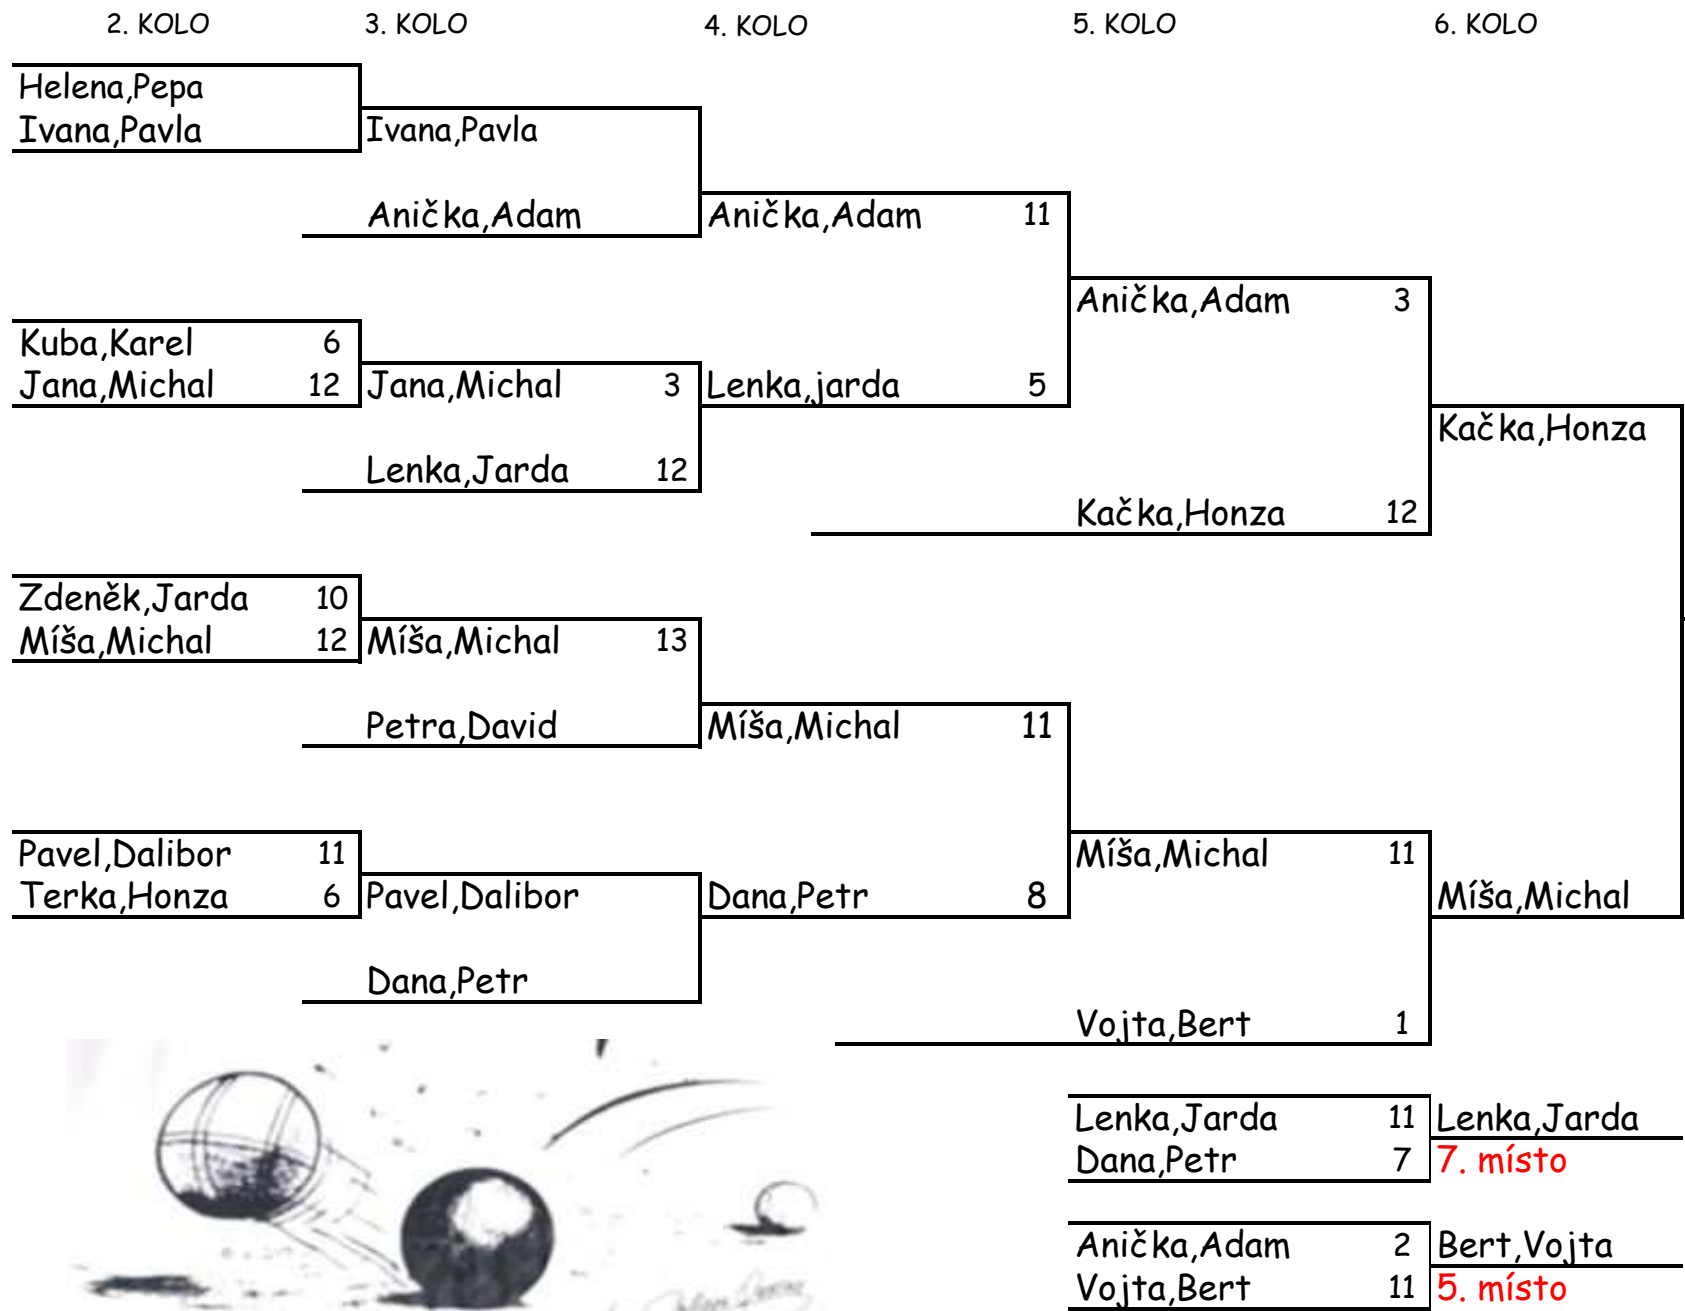 2. KOLO 3. KOLO 4. KOLO 5. KOLO 6. KOLO
Helena,Pepa
Ivana,Pavla Ivana,Pavla
Anička,Adam Anička,Adam 11
Anička,Adam 3
Kuba,Karel 6
Jana,Michal 12 Jana,Michal 3 Lenka,jarda 5
Kačka,Honza
Lenka,Jarda 12
Kačka,Honza 12
Zdeněk,Jarda 10
Míša,Michal 12 Míša,Michal 13
Petra,David Míša,Michal 11
Pavel,Dalibor 11 Míša,Michal 11
Terka,Honza 6 Pavel,Dalibor Dana,Petr 8 Míša,Michal
Dana,Petr
Vojta,Bert 1
Lenka,Jarda 11 Lenka,Jarda
Dana,Petr 7 7. místo
Anička,Adam 2 Bert,Vojta
Vojta,Bert 11 5. místo